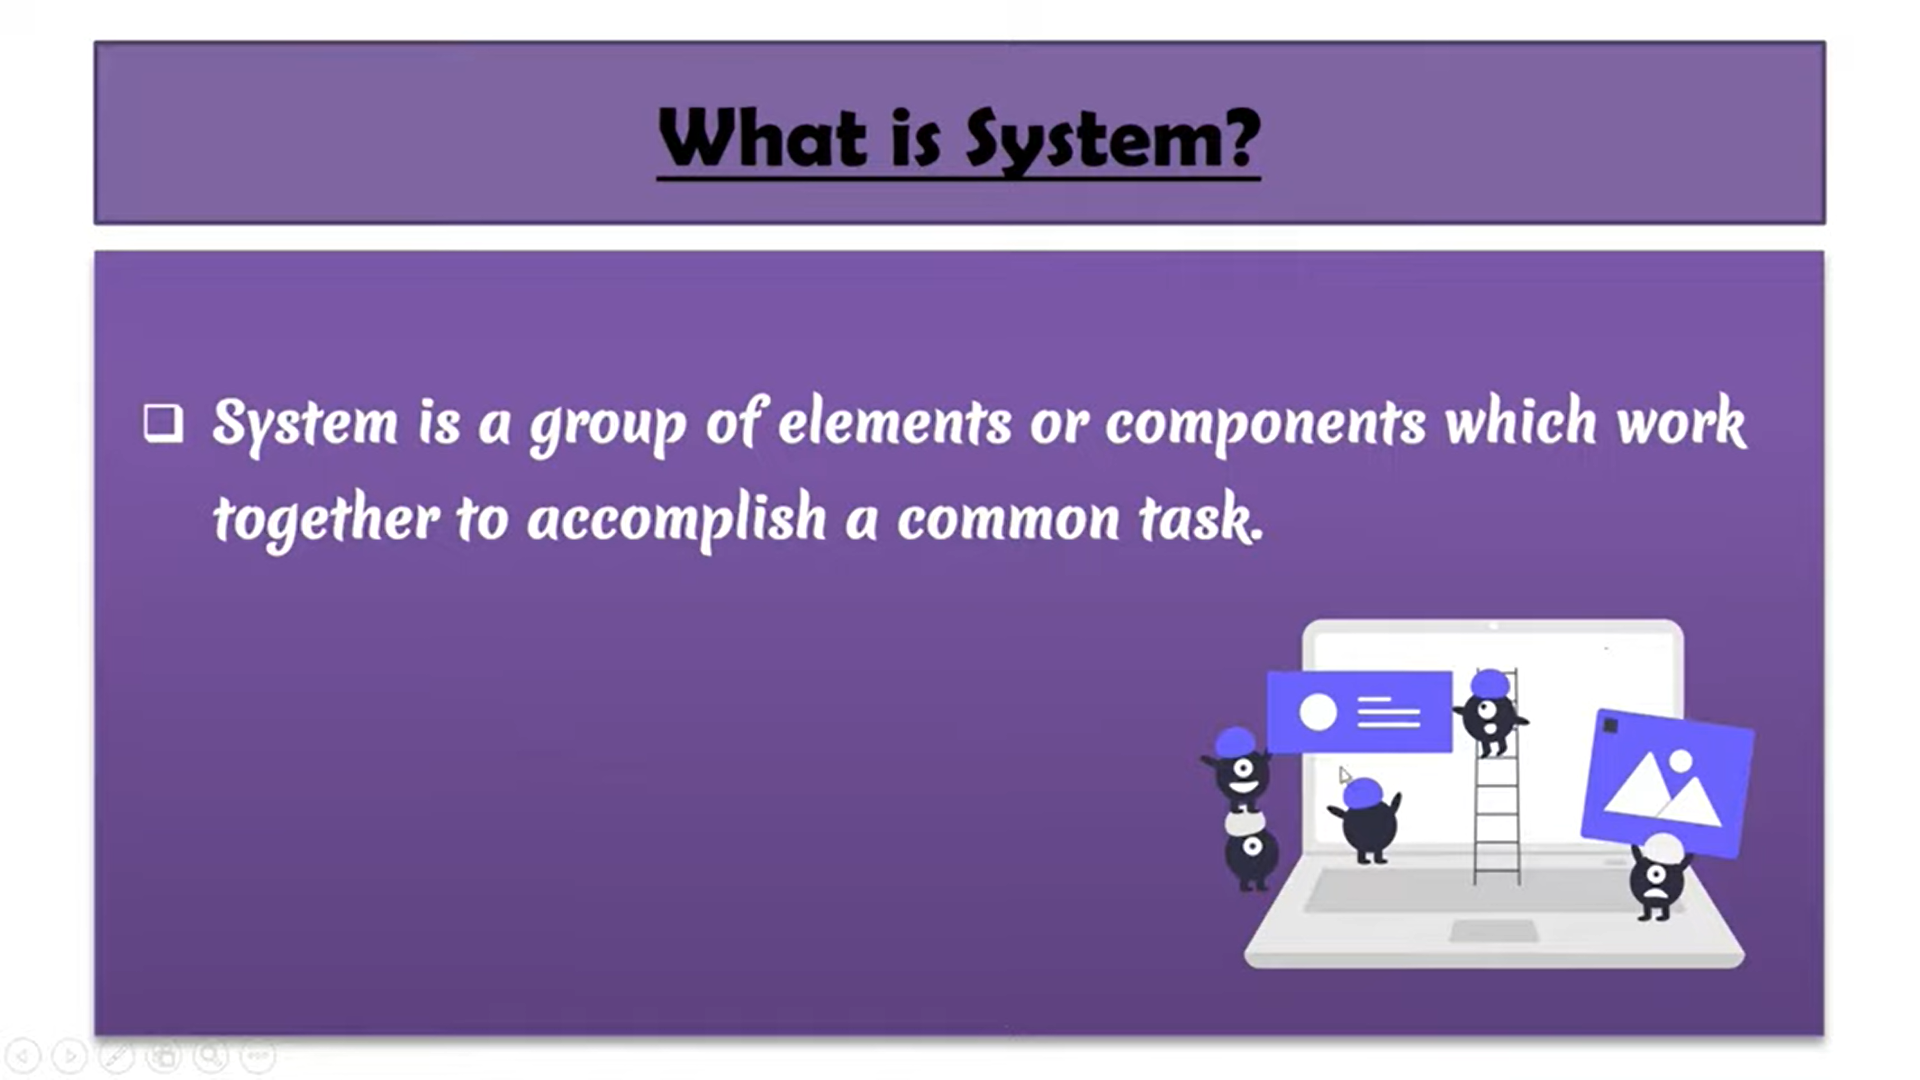 What is System?
System is a group of elements or components which work
together to accomplish a common task.